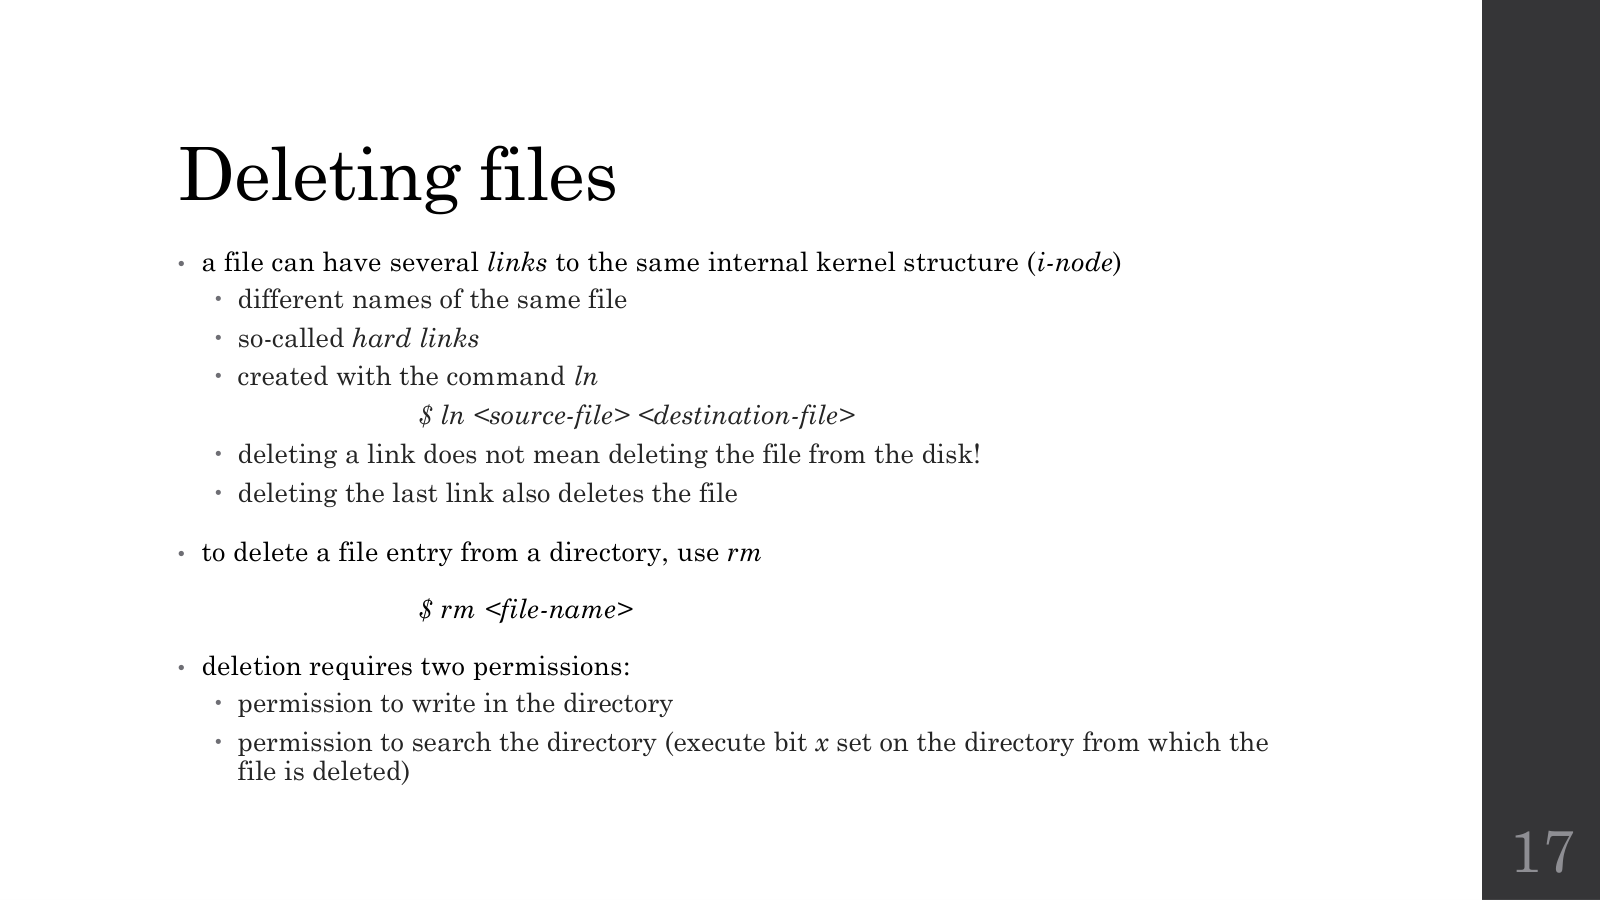 Deleting files
• a file can have several links to the same internal kernel structure (i-node)
• different names of the same file
• so-called hard links
• created with the command ln
$ ln <source-file> <destination-file>
• deleting a link does not mean deleting the file from the disk!
• deleting the last link also deletes the file
• to delete a file entry from a directory, use rm
$ rm <file-name>
• deletion requires two permissions:
• permission to write in the directory
• permission to search the directory (execute bit x set on the directory from which the
file is deleted)
17